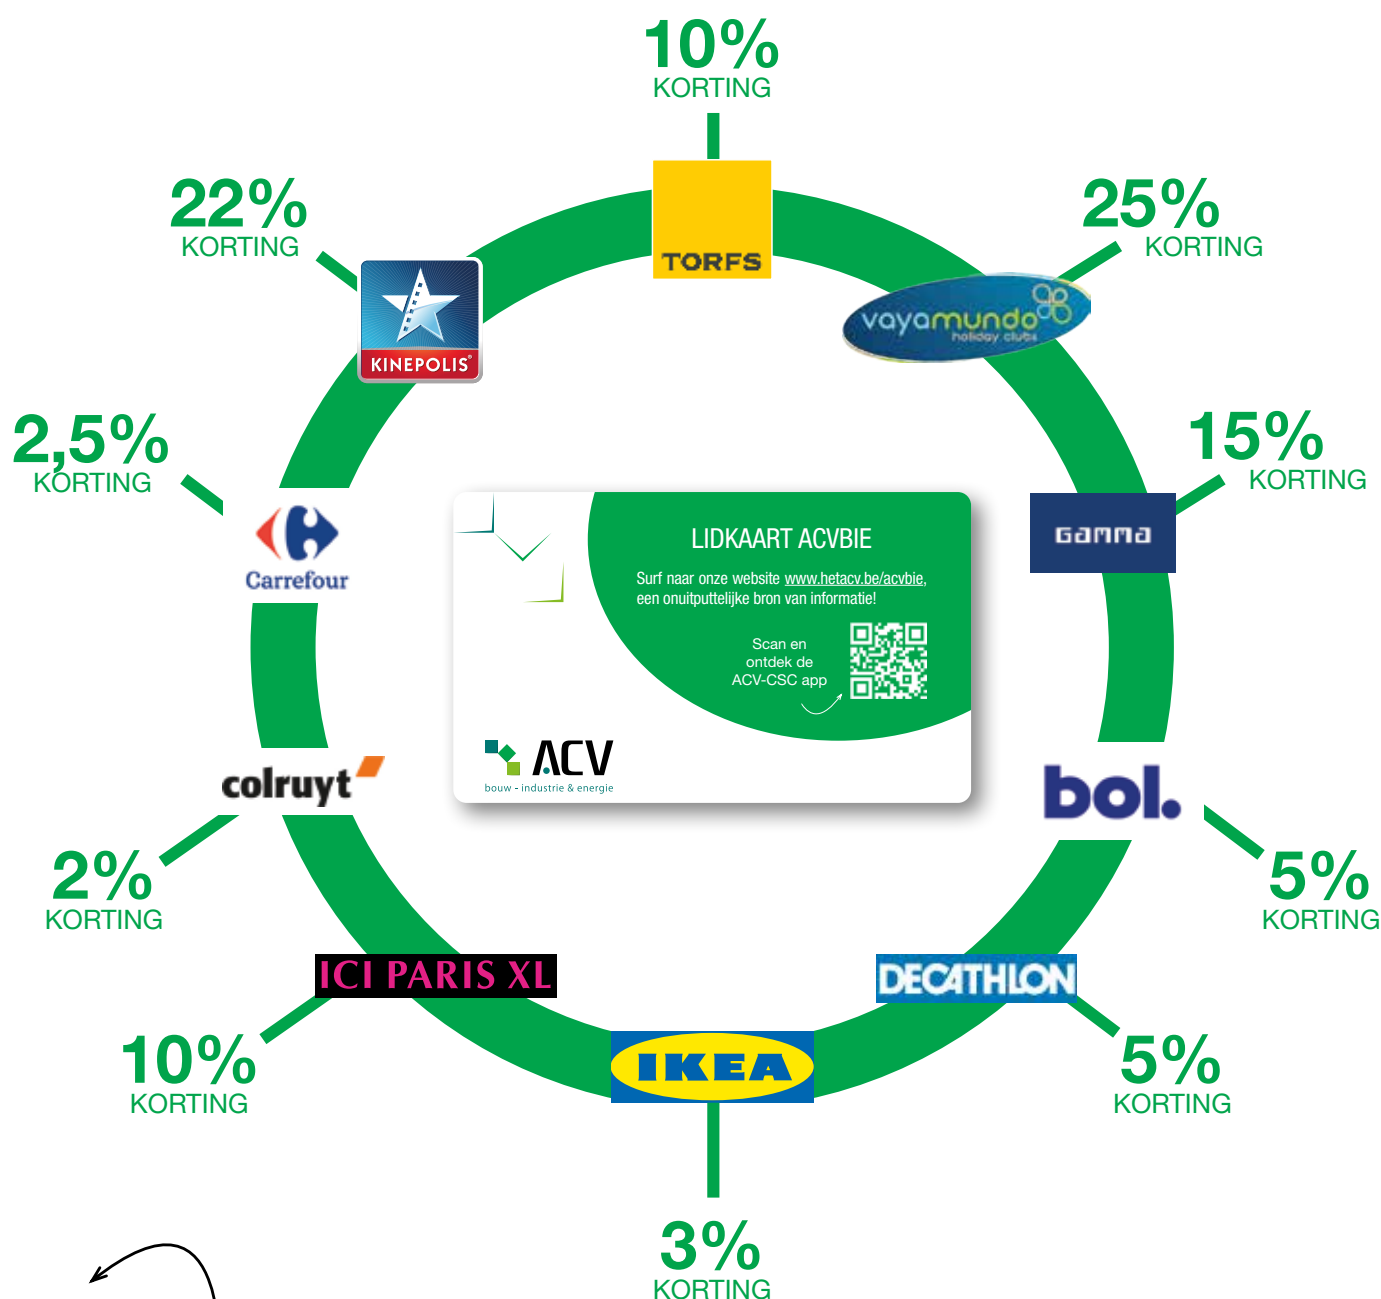 10%
KORTING
TORFS
22%
KORTING
KINEPOLIS®
25%
KORTING
vayamundo
holiday clubs
2,5%
KORTING
Carrefour
15%
KORTING
GAMMA
LIDKAART ACVBIE
Surf naar onze website www.hetacv.be/acvbie,
een onuitputtelijke bron van informatie!
Scan en
ontdek de
ACV-CSC app
ACV
bouw - industrie & energie
colruyt
2%
KORTING
bol.
5%
KORTING
ICI PARIS XL
10%
KORTING
DECATHLON
5%
KORTING
IKEA
3%
KORTING